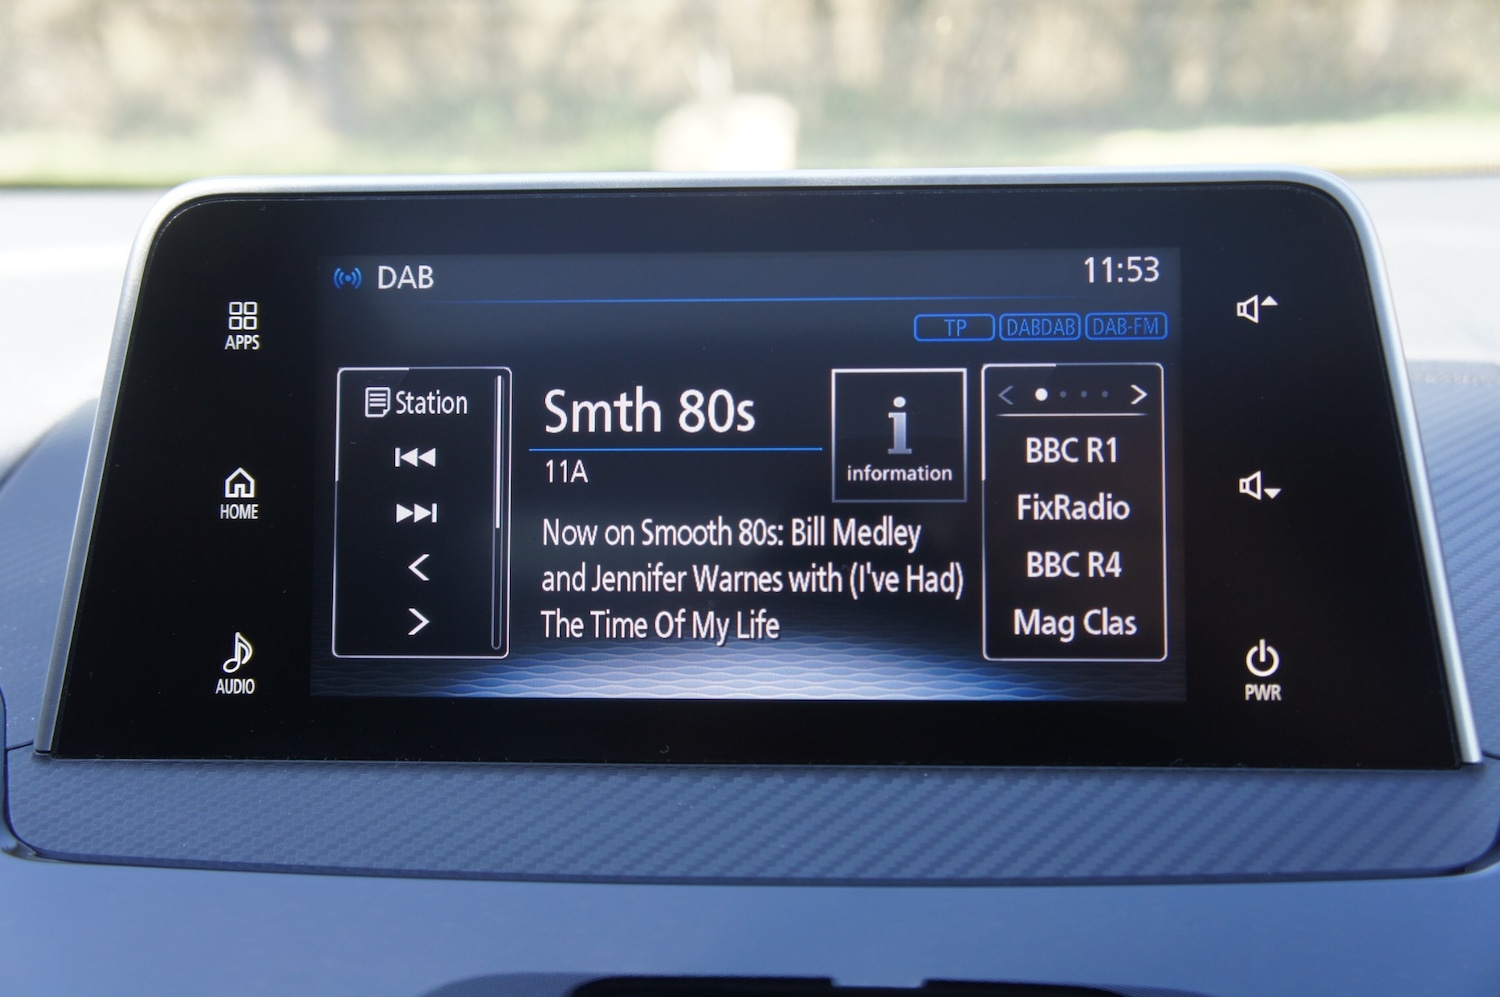 DAB
11:53
TP DABDAB DAB-FM
APPS
HOME
AUDIO
Station
Smth 80s
11A
information
Now on Smooth 80s: Bill Medley
and Jennifer Warnes with (I've Had)
The Time Of My Life
BBC R1
FixRadio
BBC R4
Mag Clas
PWR